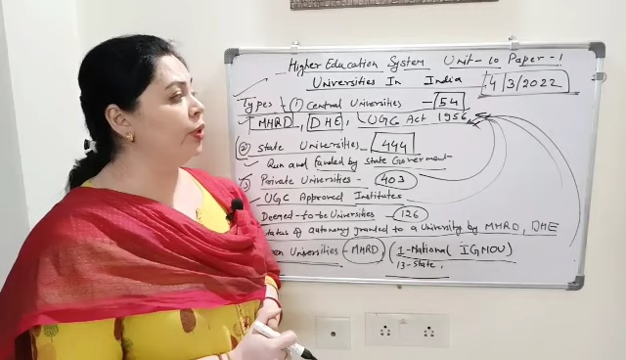 Higher Education System Unit-10 Paper-1
Universities In India 4/3/2022
Types (1) Central Universities - 54
MHRD, DHE, UGC Act 1956
(2) State Universities - 444
Run and funded by State Government
3 Private Universities - 403
UGC Approved Institutes
Deemed-to-be Universities - 126
status of autonomy granted to a University by MHRD, DHE
en Universities - MHRD (1-National (IGNOU)
13-State,